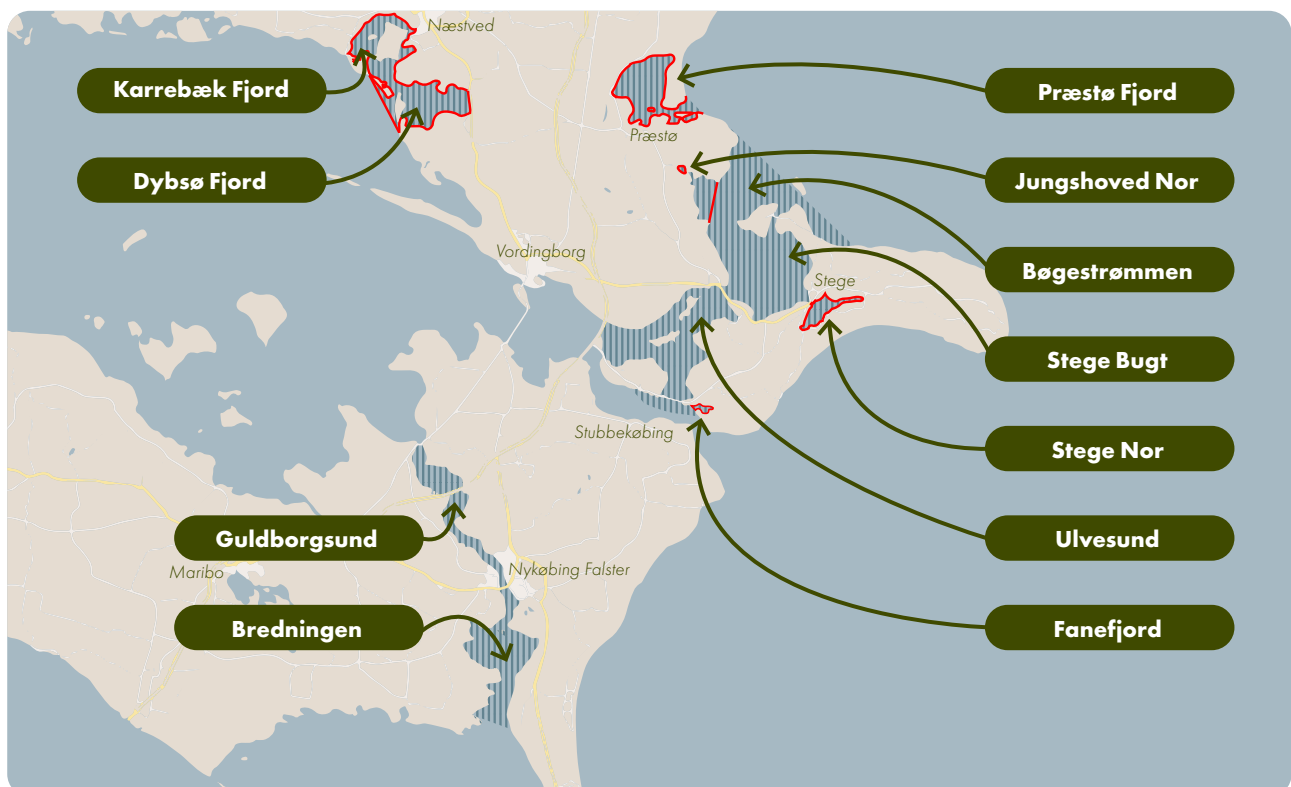 Næstved
Karrebæk Fjord
Præstø Fjord
Præstø
Dybsø Fjord
Jungshoved Nor
Vordingborg
Bøgestrømmen
Stege
Stege Bugt
Stubbekøbing
Stege Nor
Guldborgsund
Ulvesund
Maribo
Nykøbing Falster
Bredningen
Fanefjord